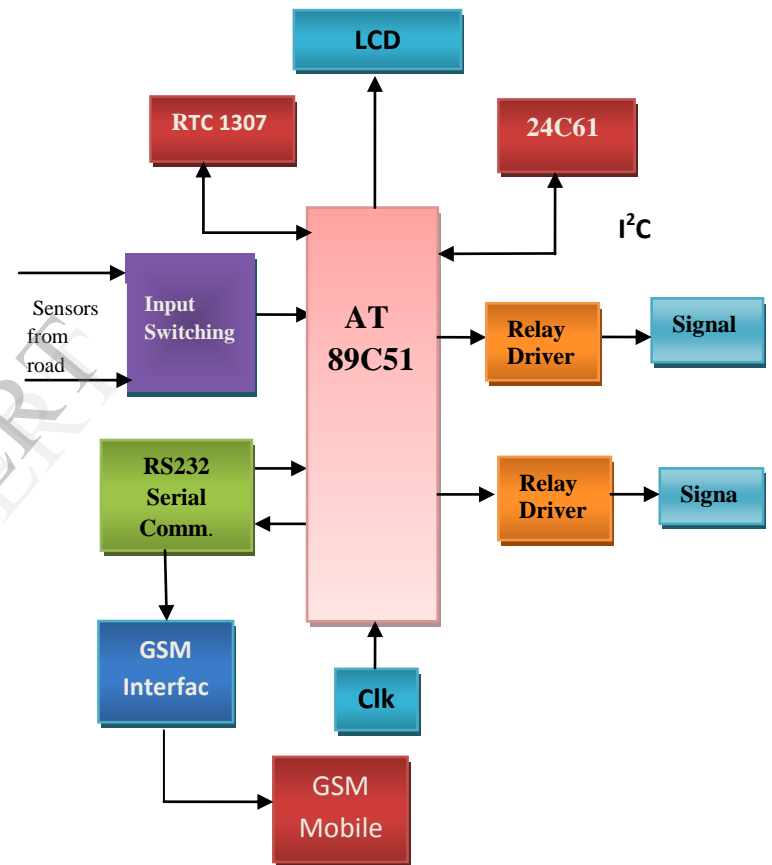 LCD
RTC 1307
24C61
I²C
Sensors
from
road
Input
Switching
AT
89C51
Relay
Driver
Signal
RS232
Serial
Comm.
Relay
Driver
Signa
GSM
Interfac
Clk
GSM
Mobile
ERT